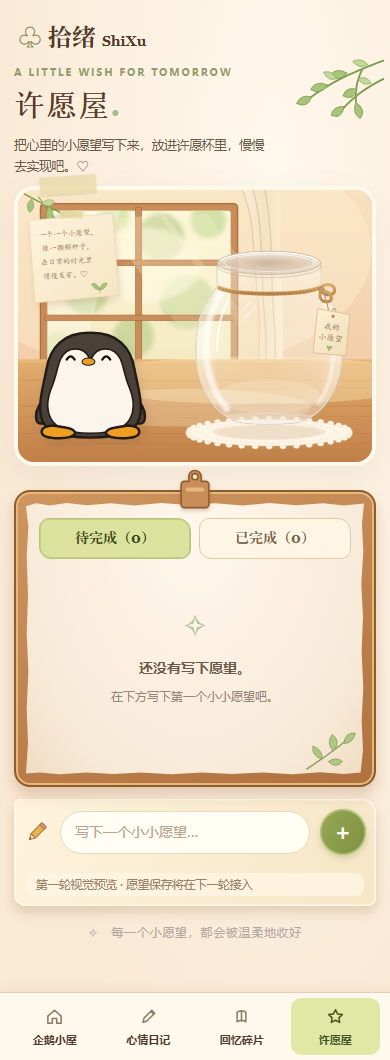 拾绪 ShiXu
A LITTLE WISH FOR TOMORROW
许愿屋.
把心里的小愿望写下来，放进许愿杯里，慢慢
去实现吧。♡
一个个小愿望，
像一颗颗种子，
在日常的时光里
慢慢发芽。♡
我的
小愿望
待完成（0）
已完成（0）
还没有写下愿望。
在下方写下第一个小小愿望吧。
写下一个小小愿望…
+
第一轮视觉预览 · 愿望保存将在下一轮接入
每一个小愿望，都会被温柔地收好
企鹅小屋
心情日记
回忆碎片
许愿屋